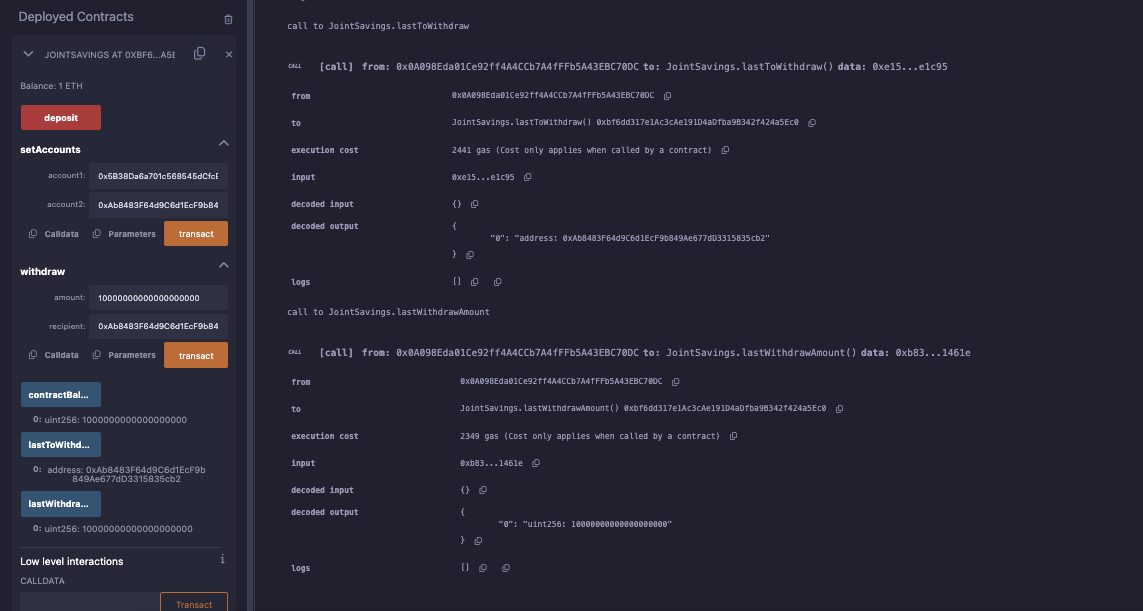 Deployed Contracts
JOINTSAVINGS AT 0XBF6...A5E
Balance: 1 ETH
deposit
setAccounts
account1: 0x5B38Da6a701c568545dCfcE
account2: 0xAb8483F64d9C6d1EcF9b84
Calldata Parameters transact
withdraw
amount: 10000000000000000000
recipient: 0xAb8483F64d9C6d1EcF9b84
Calldata Parameters transact
contractBal...
0: uint256: 1000000000000000000
lastToWithd...
0: address: 0xAb8483F64d9C6d1EcF9b
849Ae677dD3315835cb2
lastWithdra...
0: uint256: 10000000000000000000
Low level interactions i
CALLDATA
Transact
call to JointSavings.lastToWithdraw
CALL [call] from: 0x0A098Eda01Ce92ff4A4CCb7A4fFFb5A43EBC70DC to: JointSavings.lastToWithdraw() data: 0xe15...e1c95
from 0x0A098Eda01Ce92ff4A4CCb7A4fFFb5A43EBC70DC
to JointSavings.lastToWithdraw() 0xbf6dd317e1Ac3cAe191D4aDfba9B342f424a5Ec0
execution cost 2441 gas (Cost only applies when called by a contract)
input 0xe15...e1c95
decoded input {}
decoded output {
"0": "address: 0xAb8483F64d9C6d1EcF9b849Ae677dD3315835cb2"
}
logs []
call to JointSavings.lastWithdrawAmount
CALL [call] from: 0x0A098Eda01Ce92ff4A4CCb7A4fFFb5A43EBC70DC to: JointSavings.lastWithdrawAmount() data: 0xb83...1461e
from 0x0A098Eda01Ce92ff4A4CCb7A4fFFb5A43EBC70DC
to JointSavings.lastWithdrawAmount() 0xbf6dd317e1Ac3cAe191D4aDfba9B342f424a5Ec0
execution cost 2349 gas (Cost only applies when called by a contract)
input 0xb83...1461e
decoded input {}
decoded output {
"0": "uint256: 10000000000000000000"
}
logs []